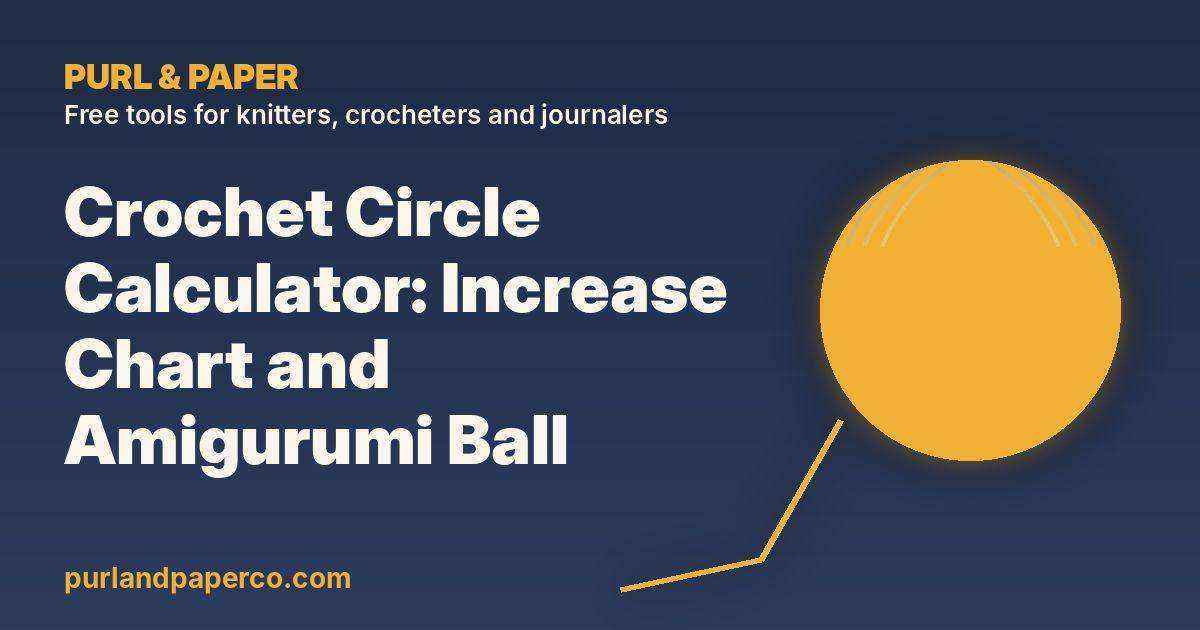 PURL & PAPER
Free tools for knitters, crocheters and journalers
Crochet Circle
Calculator: Increase
Chart and
Amigurumi Ball
purlandpaperco.com